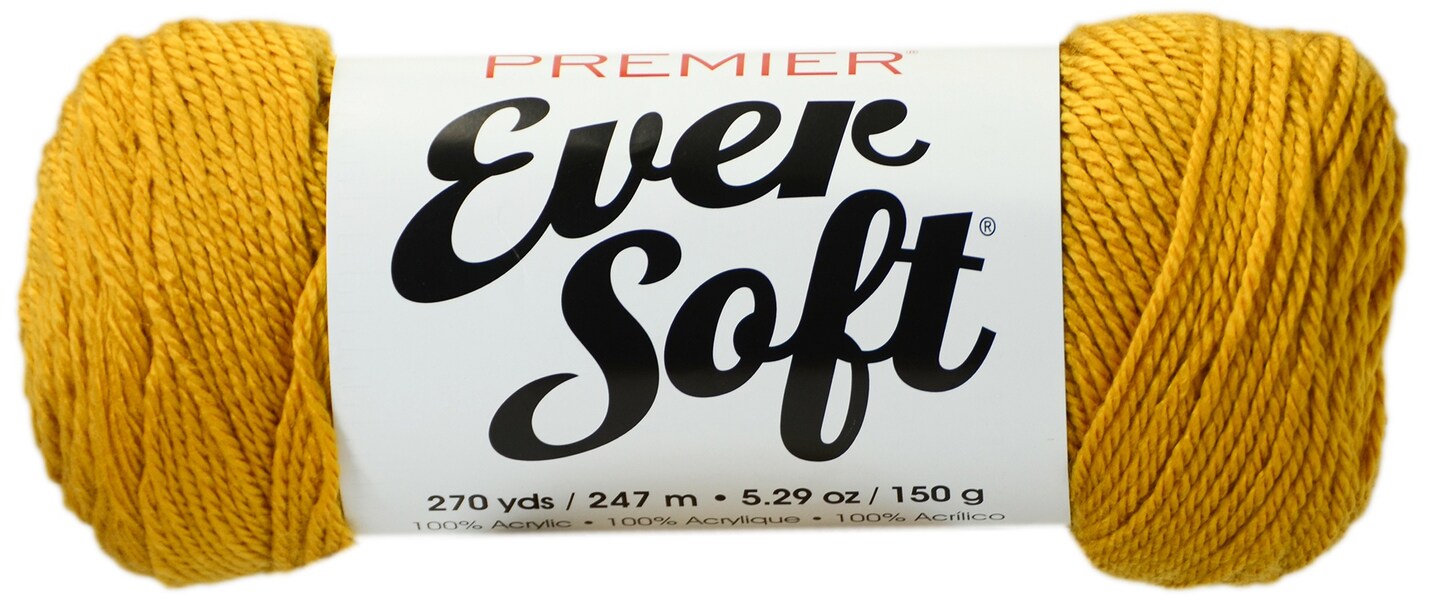 PREMIER®
Ever
Soft®
270 yds / 247 m • 5.29 oz / 150 g
100% Acrylic • 100% Acrylique • 100% Acrílico